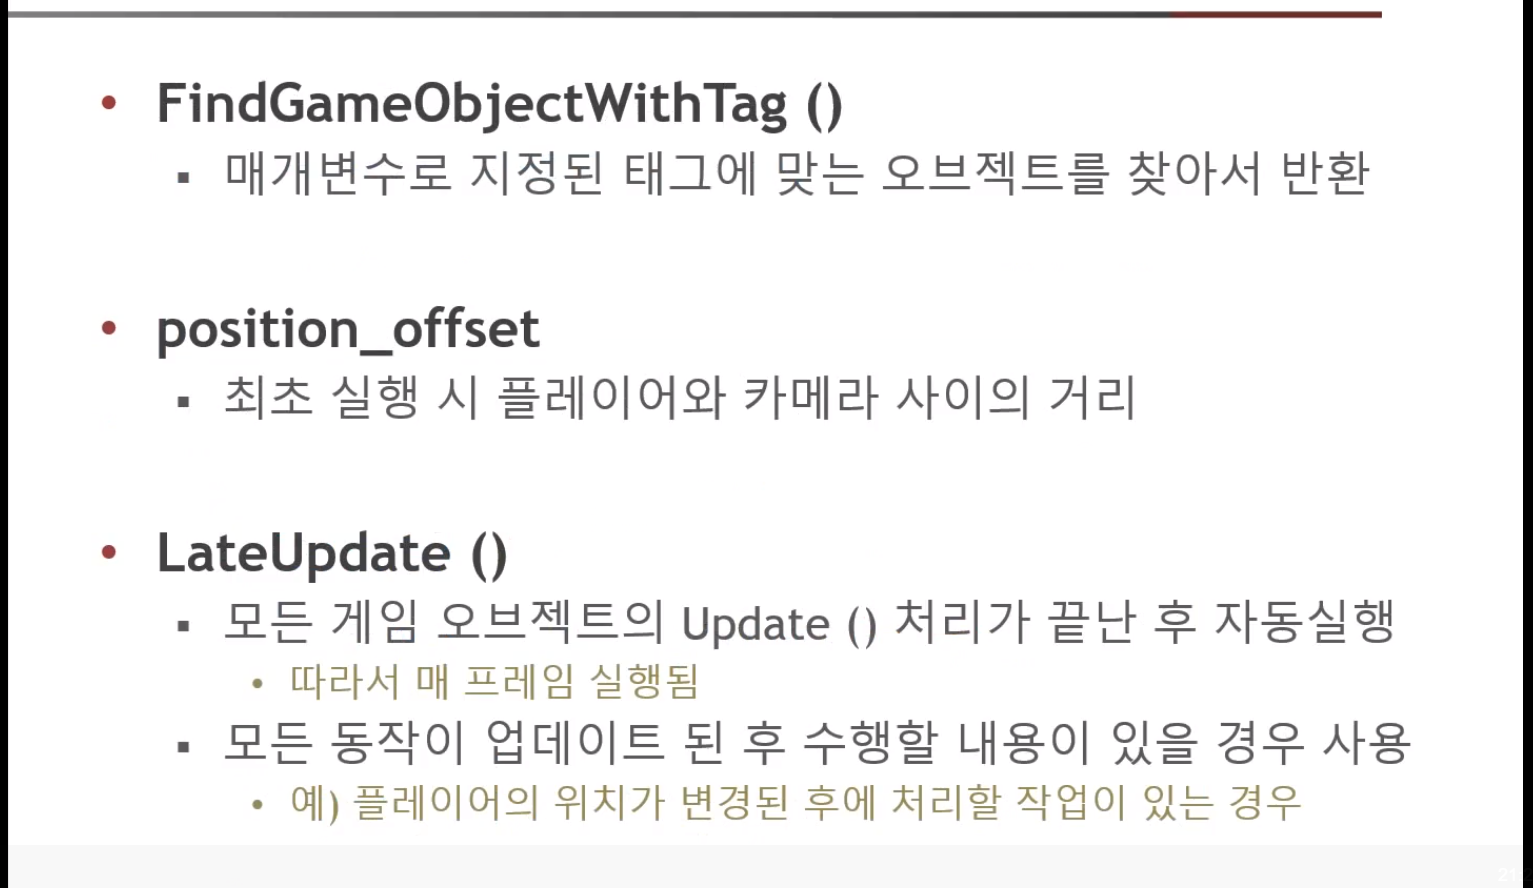 • FindGameObjectWithTag ()
▪ 매개변수로 지정된 태그에 맞는 오브젝트를 찾아서 반환
• position_offset
▪ 최초 실행 시 플레이어와 카메라 사이의 거리
• LateUpdate ()
▪ 모든 게임 오브젝트의 Update () 처리가 끝난 후 자동실행
• 따라서 매 프레임 실행됨
▪ 모든 동작이 업데이트 된 후 수행할 내용이 있을 경우 사용
• 예) 플레이어의 위치가 변경된 후에 처리할 작업이 있는 경우